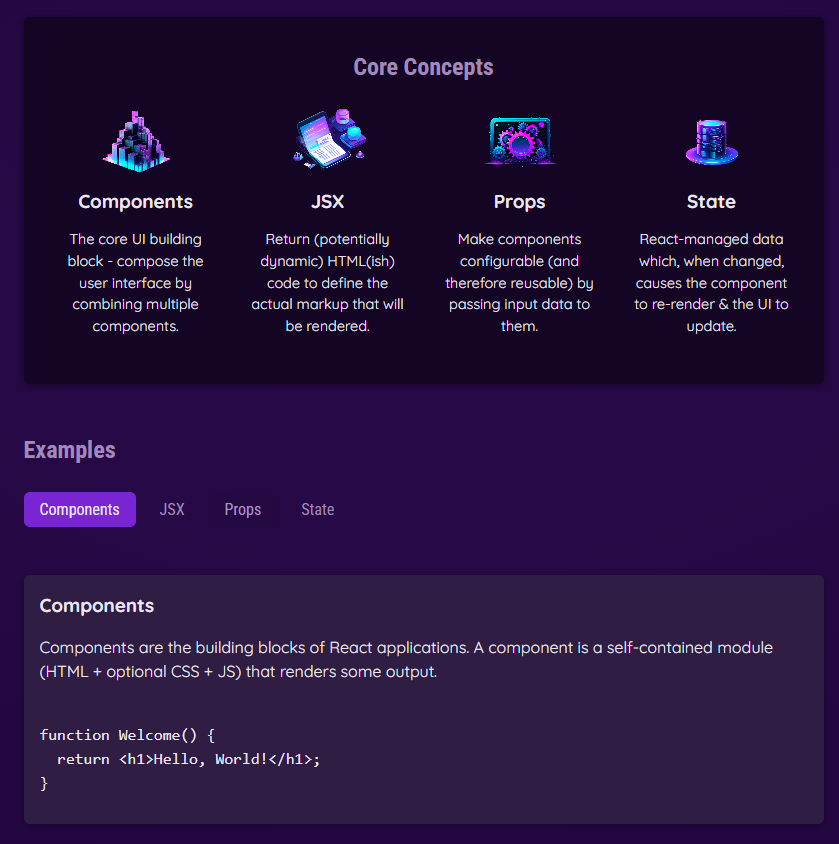 Core Concepts
Components
The core UI building
block - compose the
user interface by
combining multiple
components.
JSX
Return (potentially
dynamic) HTML(ish)
code to define the
actual markup that will
be rendered.
Props
Make components
configurable (and
therefore reusable) by
passing input data to
them.
State
React-managed data
which, when changed,
causes the component
to re-render & the UI to
update.
Examples
Components JSX Props State
Components
Components are the building blocks of React applications. A component is a self-contained module
(HTML + optional CSS + JS) that renders some output.
function Welcome() {
  return <h1>Hello, World!</h1>;
}